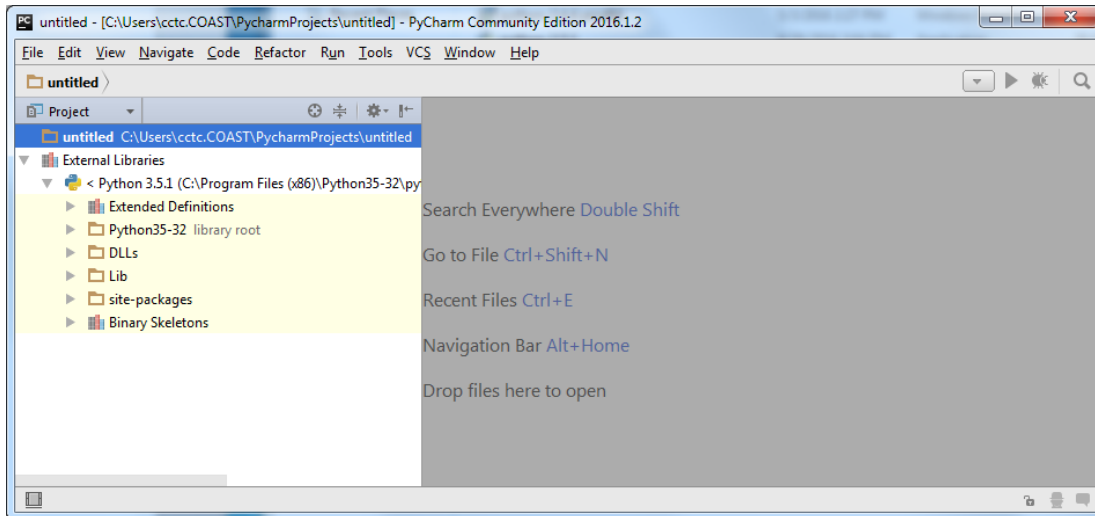 PC untitled - [C:\Users\cctc.COAST\PycharmProjects\untitled] - PyCharm Community Edition 2016.1.2
File Edit View Navigate Code Refactor Run Tools VCS Window Help
untitled
Project
untitled C:\Users\cctc.COAST\PycharmProjects\untitled
External Libraries
< Python 3.5.1 (C:\Program Files (x86)\Python35-32\py
Extended Definitions
Python35-32 library root
DLLs
Lib
site-packages
Binary Skeletons
Search Everywhere Double Shift
Go to File Ctrl+Shift+N
Recent Files Ctrl+E
Navigation Bar Alt+Home
Drop files here to open